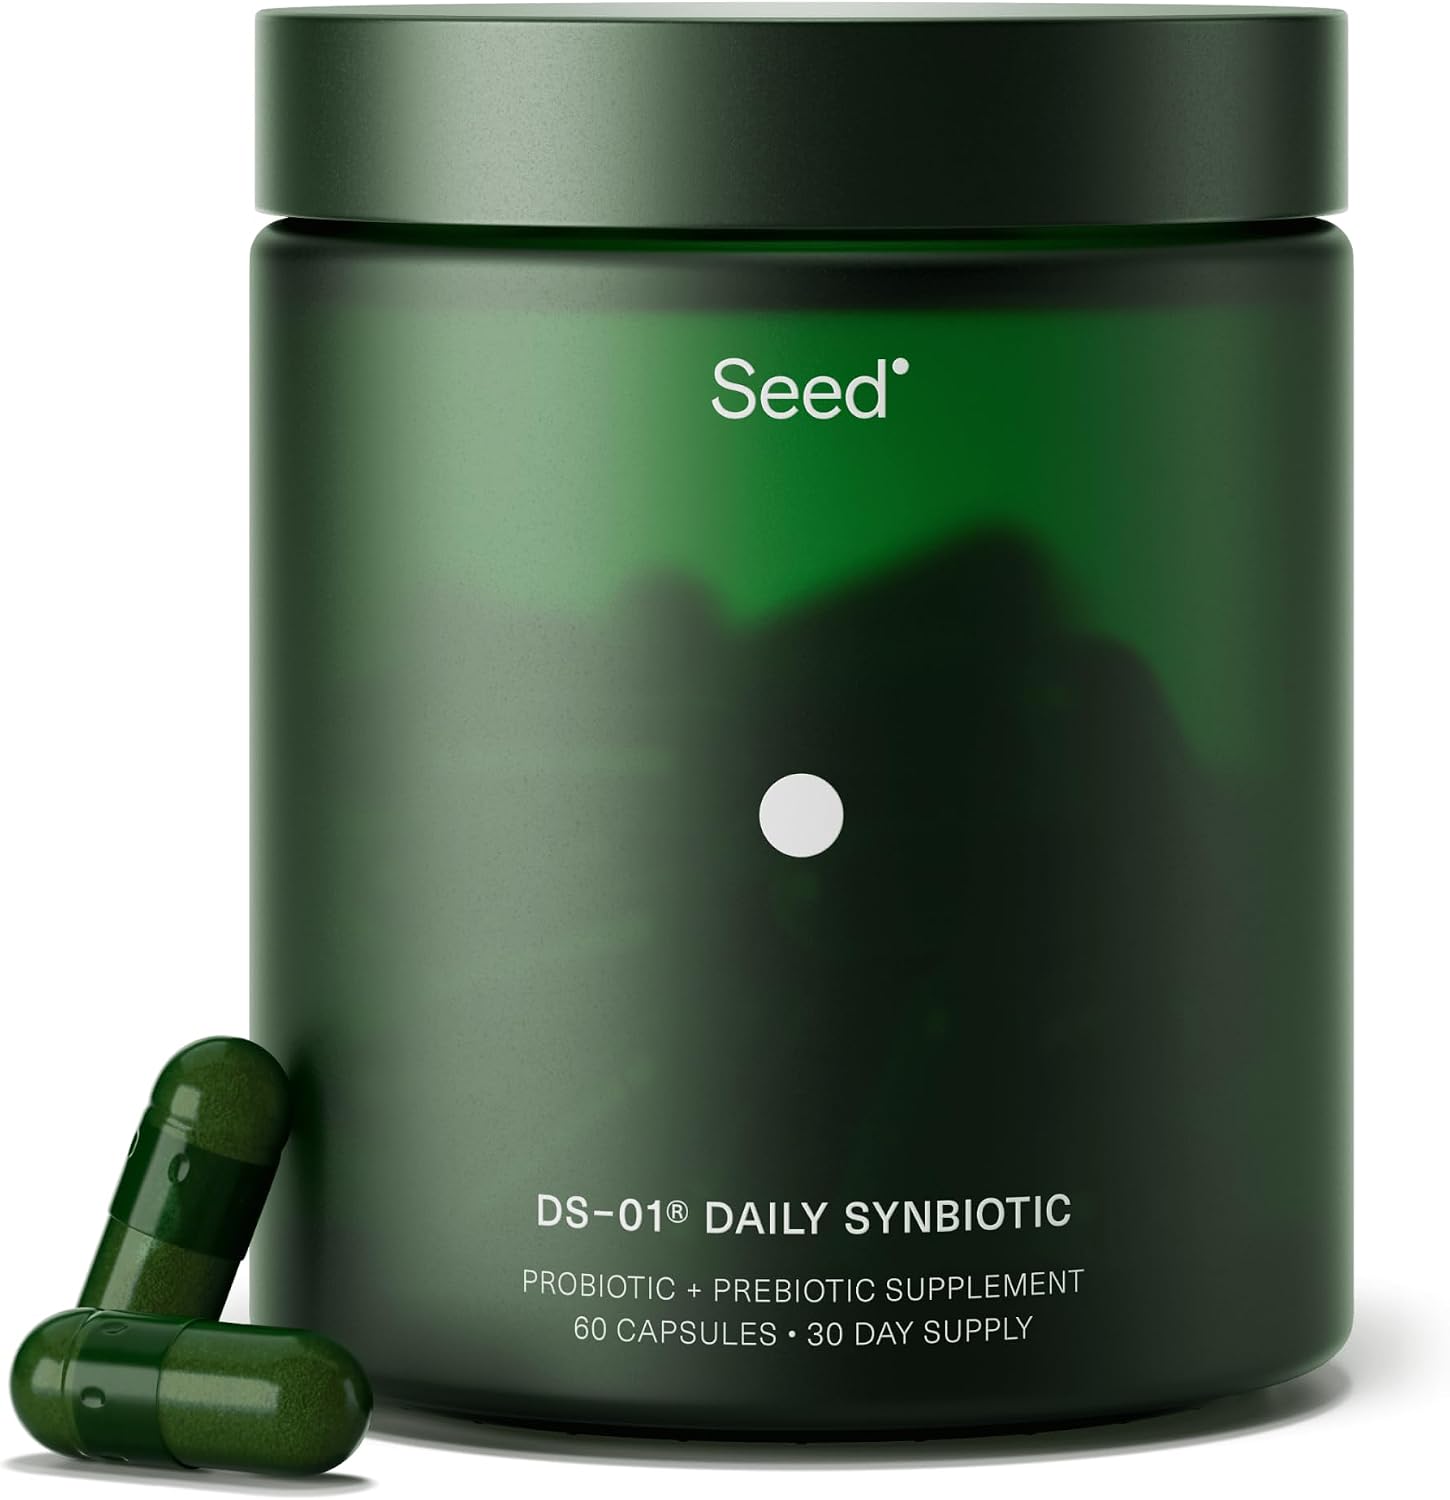 Seed
DS-01® DAILY SYNBIOTIC
PROBIOTIC + PREBIOTIC SUPPLEMENT
60 CAPSULES • 30 DAY SUPPLY